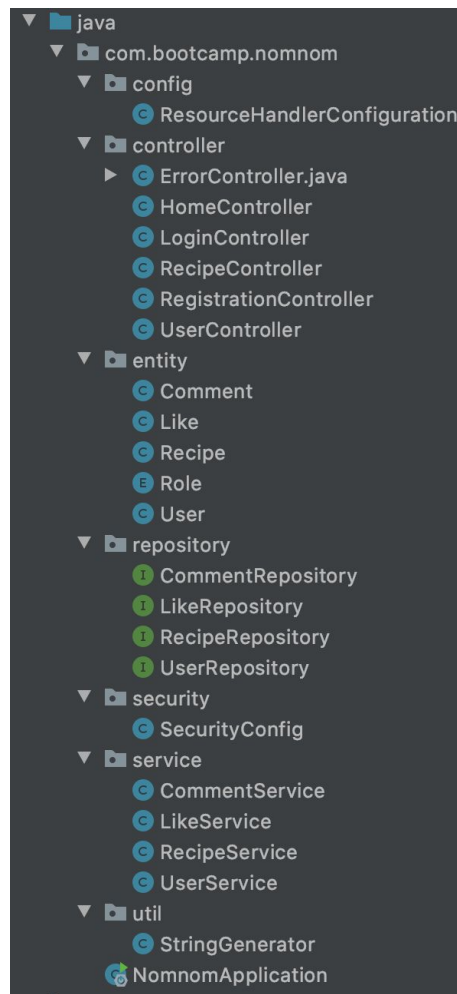 java
com.bootcamp.nomnom
config
C ResourceHandlerConfiguration
controller
C ErrorController.java
C HomeController
C LoginController
C RecipeController
C RegistrationController
C UserController
entity
C Comment
C Like
C Recipe
E Role
C User
repository
I CommentRepository
I LikeRepository
I RecipeRepository
I UserRepository
security
C SecurityConfig
service
C CommentService
C LikeService
C RecipeService
C UserService
util
C StringGenerator
C NomnomApplication